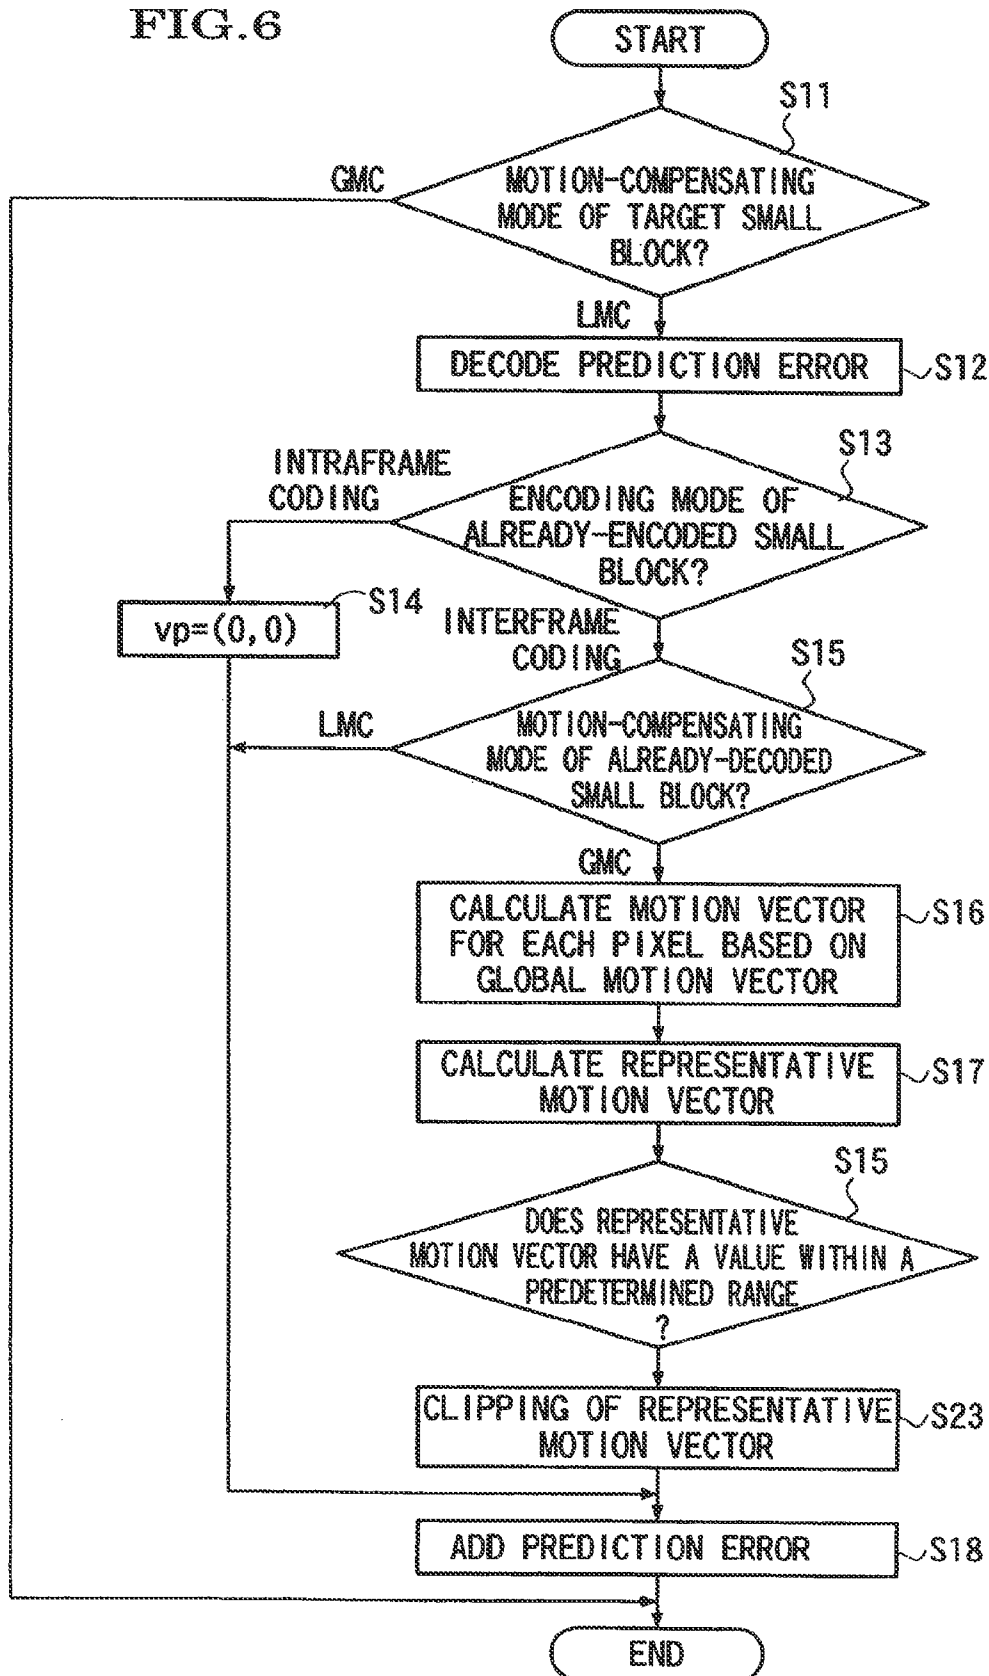 FIG.6
START
S11
GMC
MOTION-COMPENSATING
MODE OF TARGET SMALL
BLOCK?
LMC
DECODE PREDICTION ERROR
S12
S13
INTRAFRAME
CODING
ENCODING MODE OF
ALREADY-ENCODED SMALL
BLOCK?
S14
vp=(0,0)
INTERFRAME
CODING
S15
LMC
MOTION-COMPENSATING
MODE OF ALREADY-DECODED
SMALL BLOCK?
GMC
CALCULATE MOTION VECTOR
FOR EACH PIXEL BASED ON
GLOBAL MOTION VECTOR
S16
CALCULATE REPRESENTATIVE
MOTION VECTOR
S17
S15
DOES REPRESENTATIVE
MOTION VECTOR HAVE A VALUE WITHIN A
PREDETERMINED RANGE
?
CLIPPING OF REPRESENTATIVE
MOTION VECTOR
S23
ADD PREDICTION ERROR
S18
END